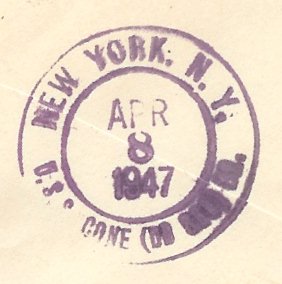 NEW YORK. N.Y.
APR
8
1947
U.S.S. CONE (DD